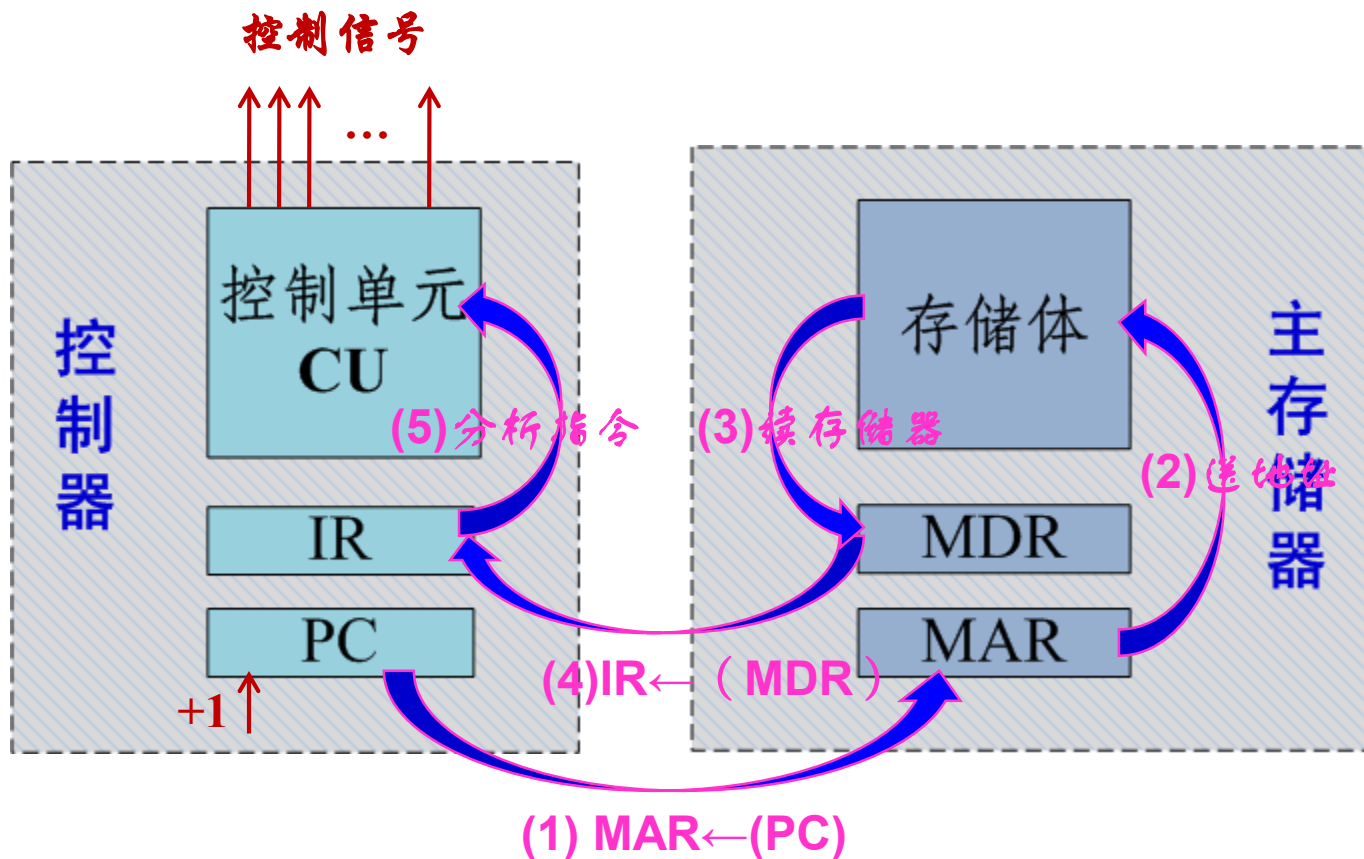 控制信号
…
控制单元
CU
控制器
IR
PC
+1
(5)分析指令
(3)续存储器
存储体
主存储器
(2)送地址
MDR
MAR
(4)IR←（MDR）
(1) MAR←(PC)